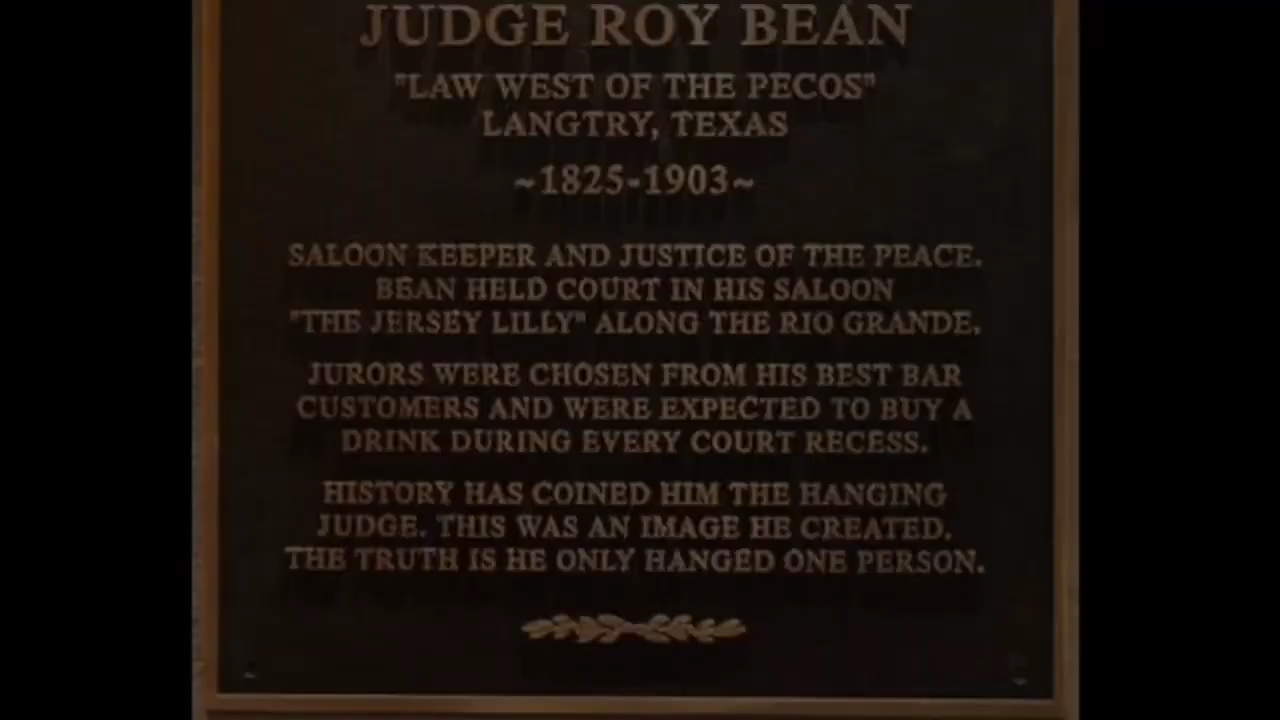 JUDGE ROY BEAN
"LAW WEST OF THE PECOS"
LANGTRY, TEXAS
~1825-1903~
SALOON KEEPER AND JUSTICE OF THE PEACE.
BEAN HELD COURT IN HIS SALOON
"THE JERSEY LILLY" ALONG THE RIO GRANDE.
JURORS WERE CHOSEN FROM HIS BEST BAR
CUSTOMERS AND WERE EXPECTED TO BUY A
DRINK DURING EVERY COURT RECESS.
HISTORY HAS COINED HIM THE HANGING
JUDGE. THIS WAS AN IMAGE HE CREATED.
THE TRUTH IS HE ONLY HANGED ONE PERSON.